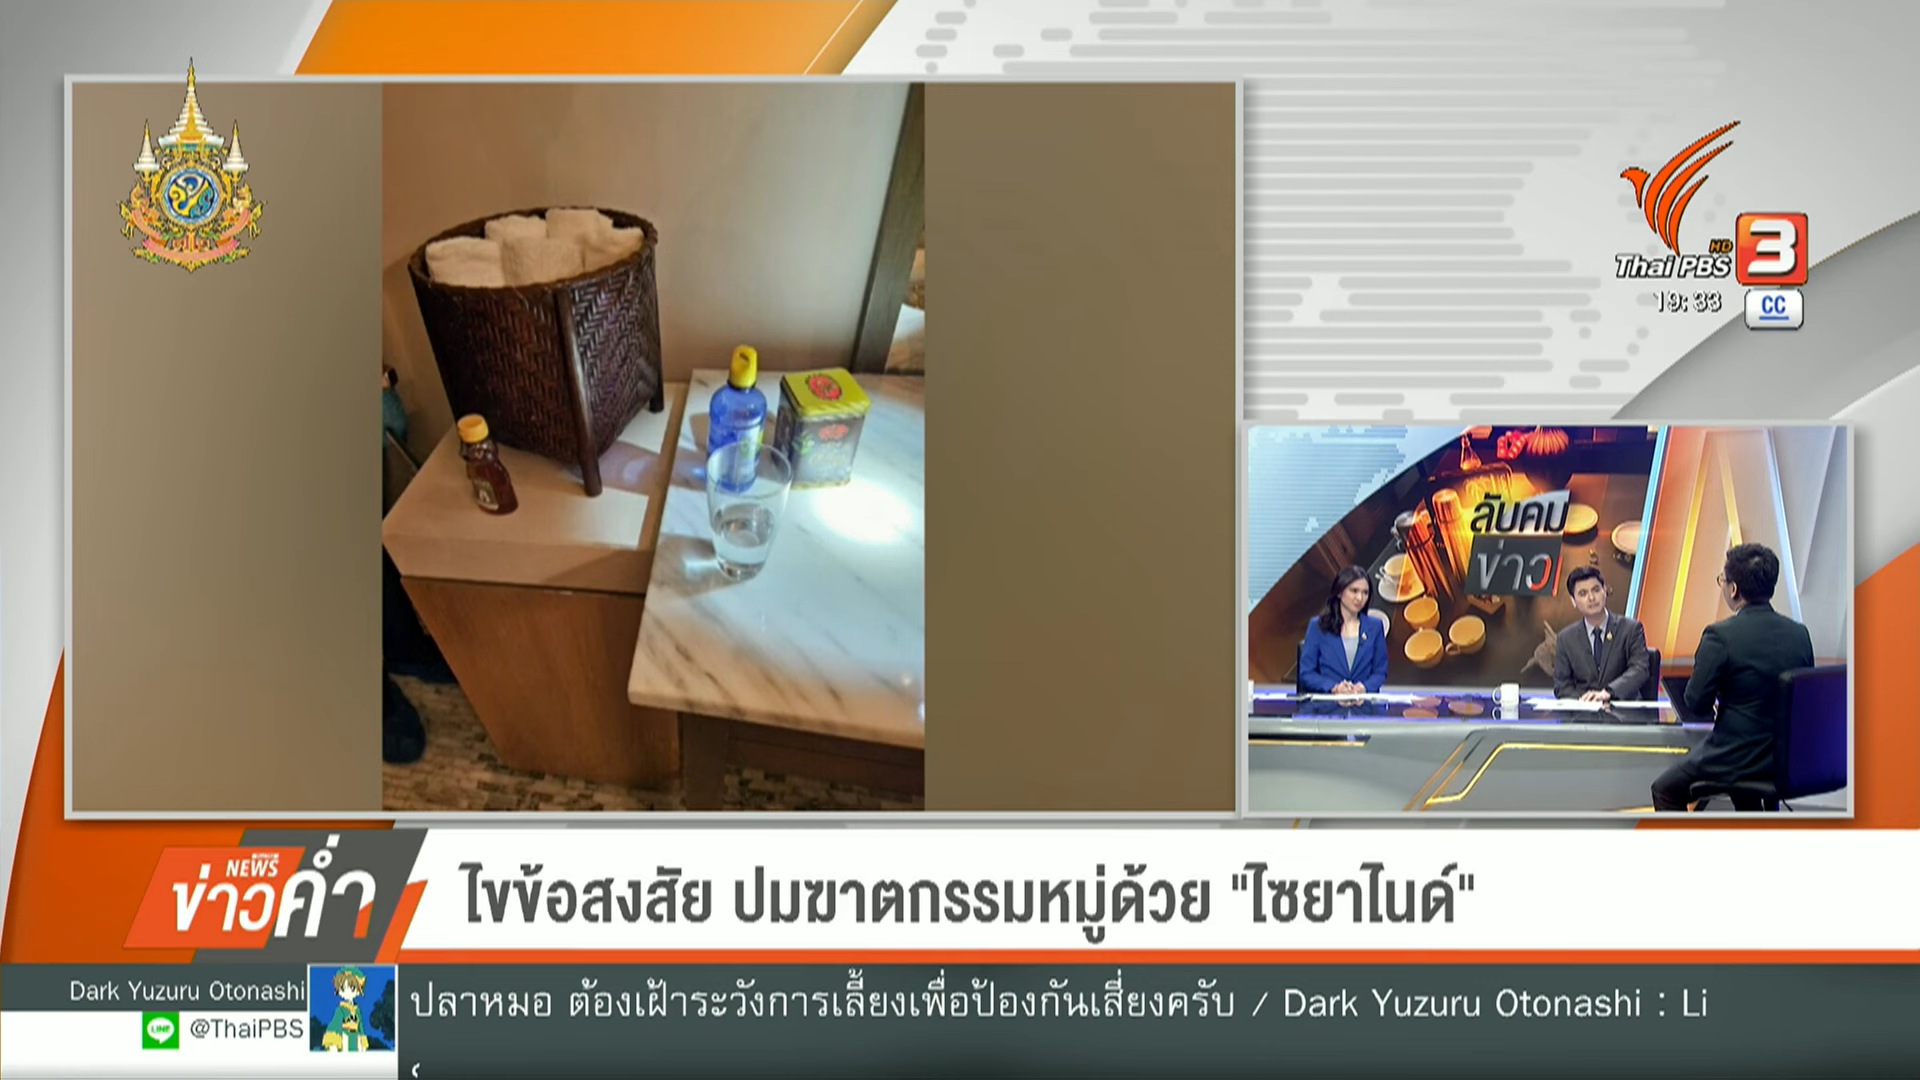 Thai PBS
HD
3
19:33
CC
ลับคม
ข่าว
NEWS
ข่าวค่ำ
ไขข้อสงสัย ปมฆาตกรรมหมู่ด้วย "ไซยาไนด์"
Dark Yuzuru Otonashi
LINE
@ThaiPBS
ปลาหมอ ต้องเฝ้าระวังการเลี้ยงเพื่อป้องกันเสี่ยงครับ / Dark Yuzuru Otonashi : Li